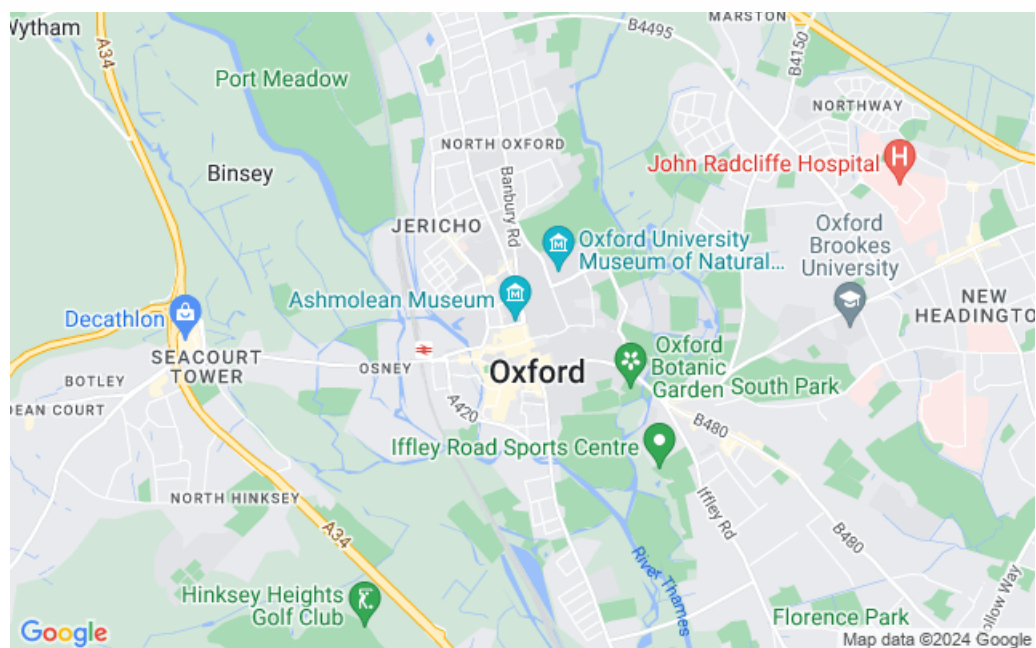 Wytham
A34
MARSTON
B4495
B4150
Port Meadow
NORTHWAY
NORTH OXFORD
John Radcliffe Hospital
H
Binsey
Banbury Rd
JERICHO
Oxford University
Museum of Natural...
Oxford
Brookes
University
Ashmolean Museum
Decathlon
NEW
HEADINGTO
SEACOURT
TOWER
OSNEY
Oxford
Oxford
Botanic
Garden
South Park
BOTLEY
DEAN COURT
A420
B480
Iffley Road Sports Centre
NORTH HINKSEY
Iffley Rd
A34
B480
River Thames
Hinksey Heights
Golf Club
Florence Park
ollow Way
Google
Map data ©2024 Google